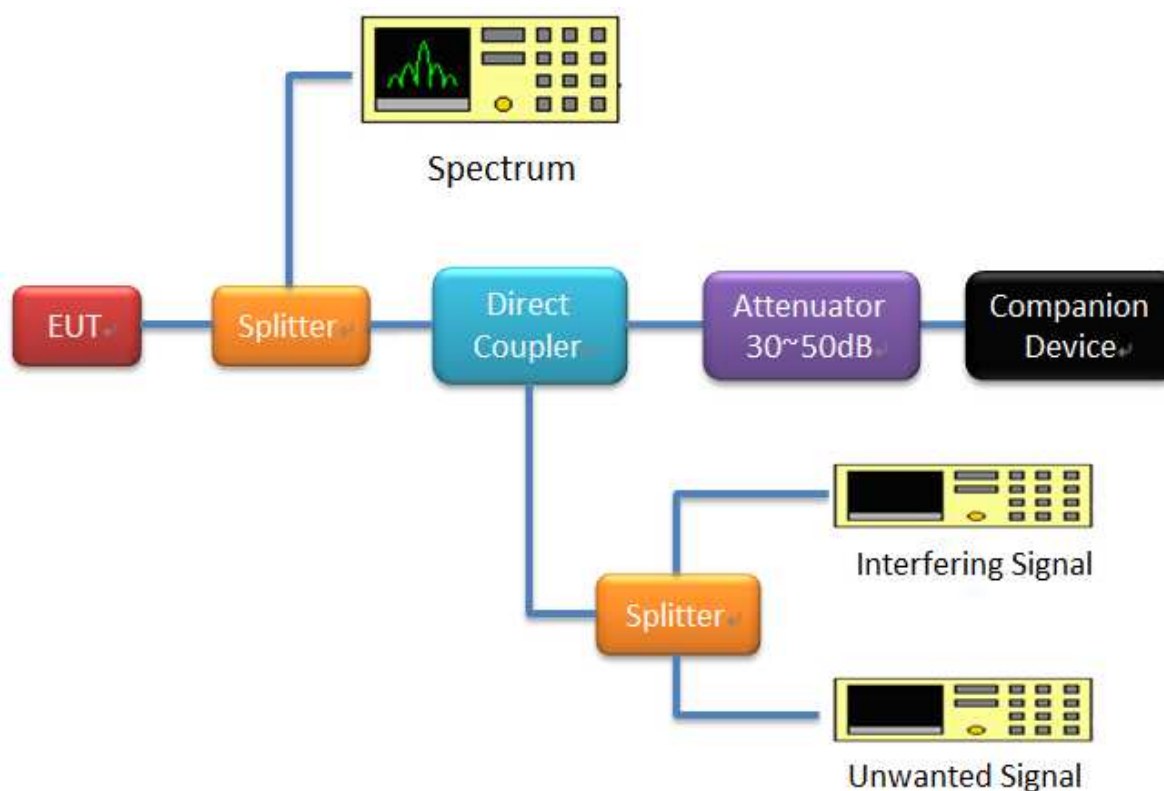 Spectrum
EUT
Splitter
Direct
Coupler
Attenuator
30~50dB
Companion
Device
Interfering Signal
Splitter
Unwanted Signal